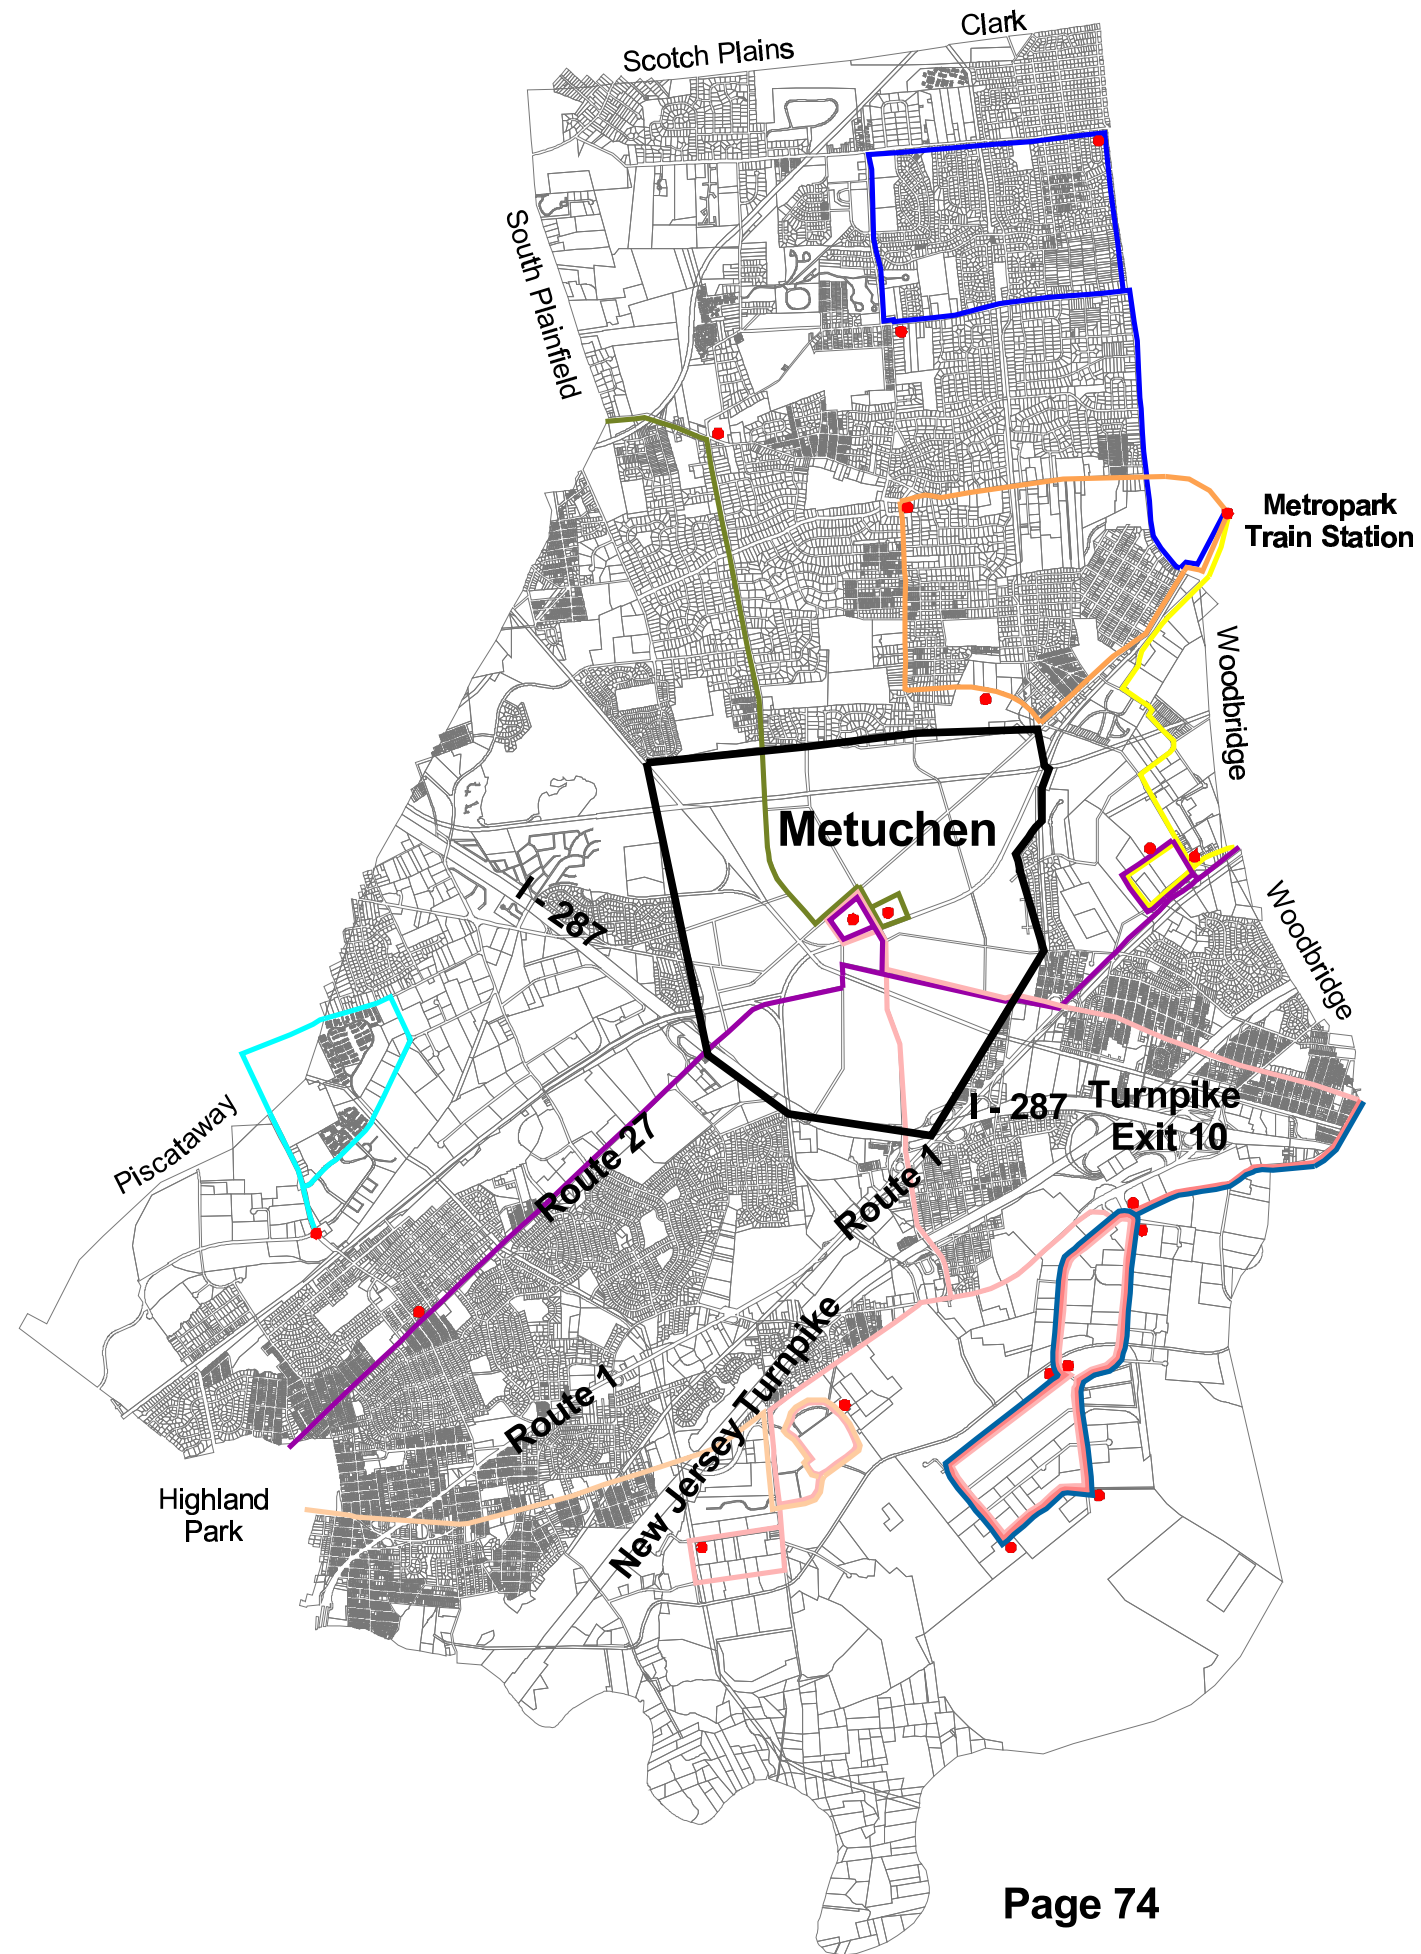 Clark
Scotch Plains
South Plainfield
Metropark
Train Station
Woodbridge
Metuchen
I - 287
Woodbridge
Piscataway
I - 287
Turnpike
Exit 10
Route 27
Route 1
New Jersey Turnpike
Route 1
Highland
Park
Page 74